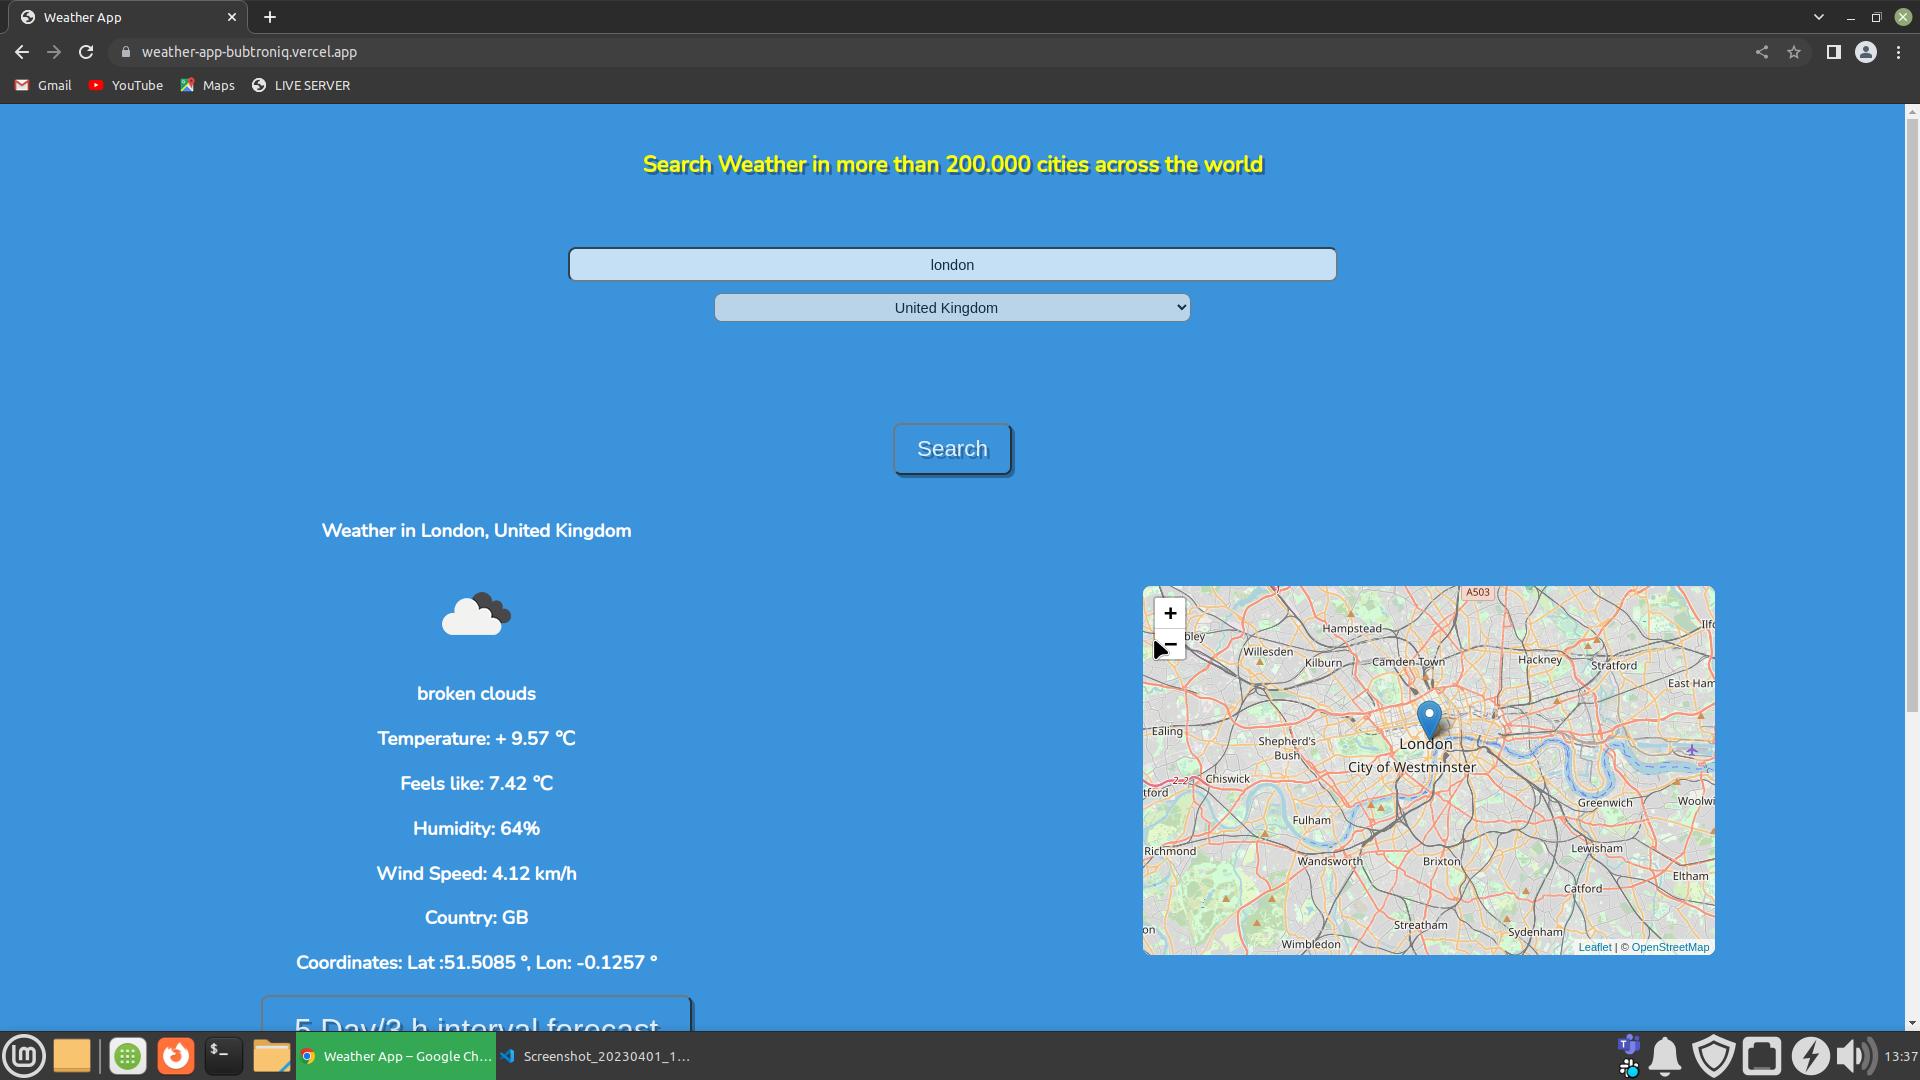 Weather App
weather-app-bubtroniq.vercel.app
Gmail
YouTube
Maps
LIVE SERVER
Search Weather in more than 200.000 cities across the world
london
United Kingdom
Search
Weather in London, United Kingdom
broken clouds
Temperature: + 9.57 °C
Feels like: 7.42 °C
Humidity: 64%
Wind Speed: 4.12 km/h
Country: GB
Coordinates: Lat :51.5085 °, Lon: -0.1257 °
5 Day/3 h interval forecast
+
−
A503
Hampstead
bley
Ilfo
Willesden
Kilburn
Camden Town
Hackney
Stratford
East Ham
Ealing
Shepherd's
Bush
London
City of Westminster
Chiswick
tford
Fulham
Greenwich
Woolwi
Richmond
Wandsworth
Brixton
Lewisham
Eltham
Catford
Streatham
Sydenham
on
Wimbledon
Leaflet | © OpenStreetMap
Weather App – Google Ch...
Screenshot_20230401_1...
13:37